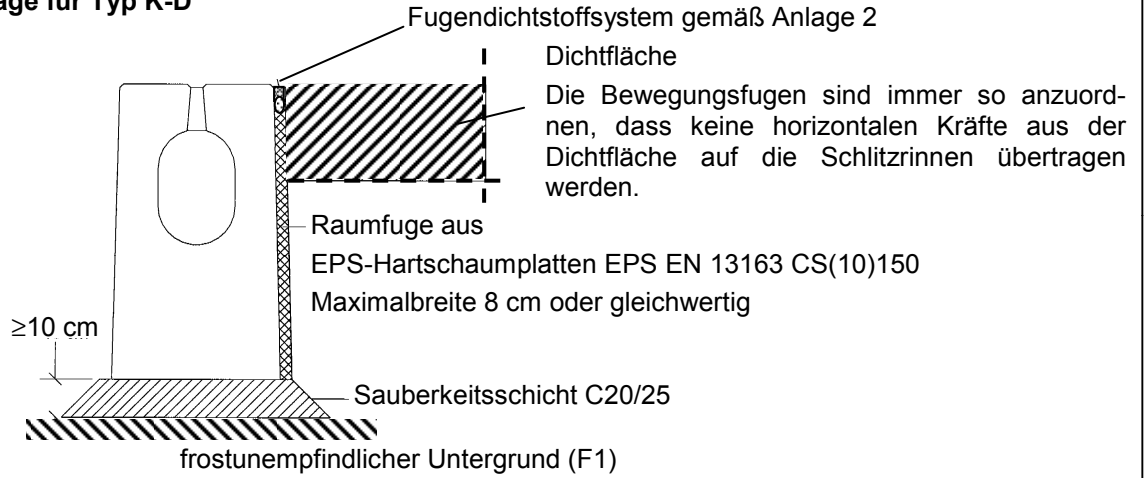 age für Typ K-D
Fugendichtstoffsystem gemäß Anlage 2
Dichtfläche
Die Bewegungsfugen sind immer so anzuord-
nen, dass keine horizontalen Kräfte aus der
Dichtfläche auf die Schlitzrinnen übertragen
werden.
Raumfuge aus
EPS-Hartschaumplatten EPS EN 13163 CS(10)150
Maximalbreite 8 cm oder gleichwertig
≥10 cm
Sauberkeitsschicht C20/25
frostunempfindlicher Untergrund (F1)